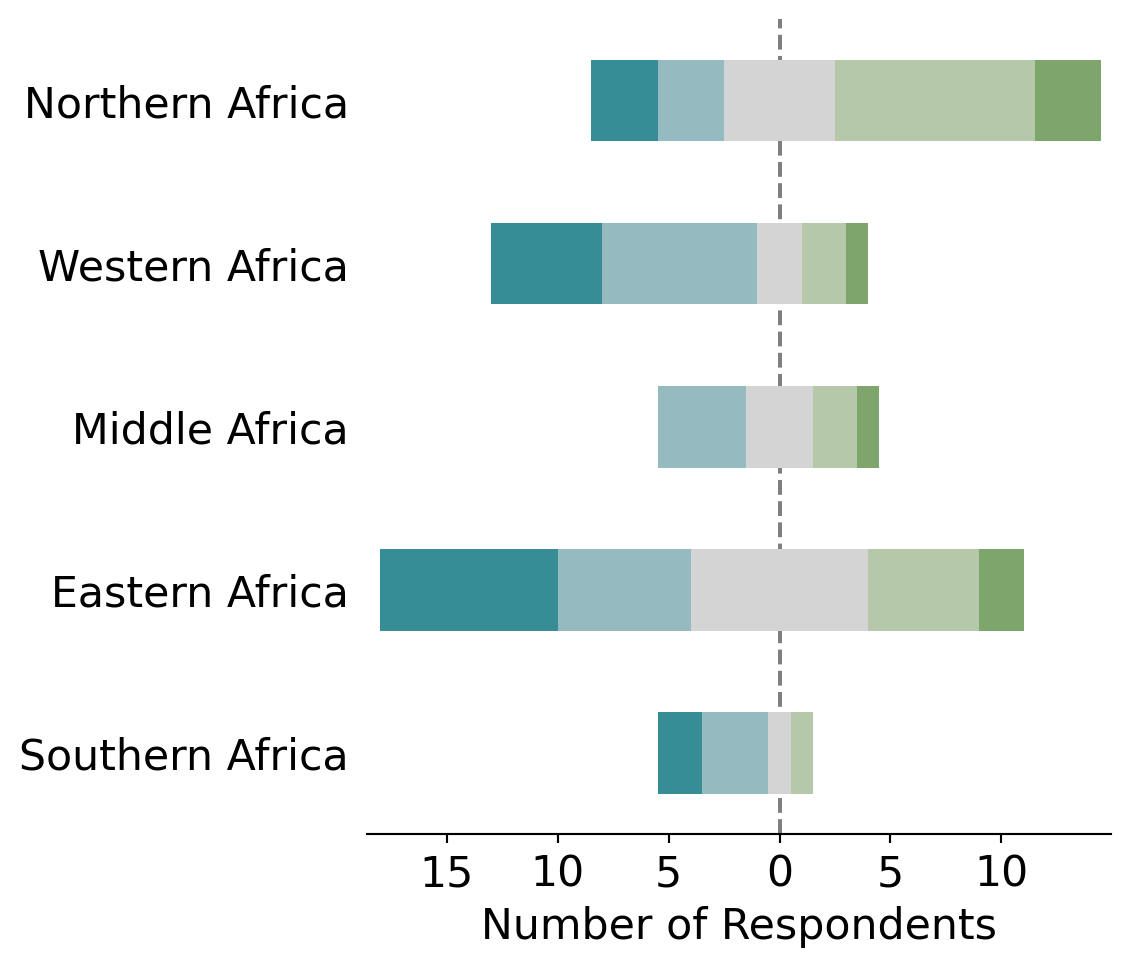 Northern Africa
Western Africa
Middle Africa
Eastern Africa
Southern Africa
15 10 5 0 5 10
Number of Respondents